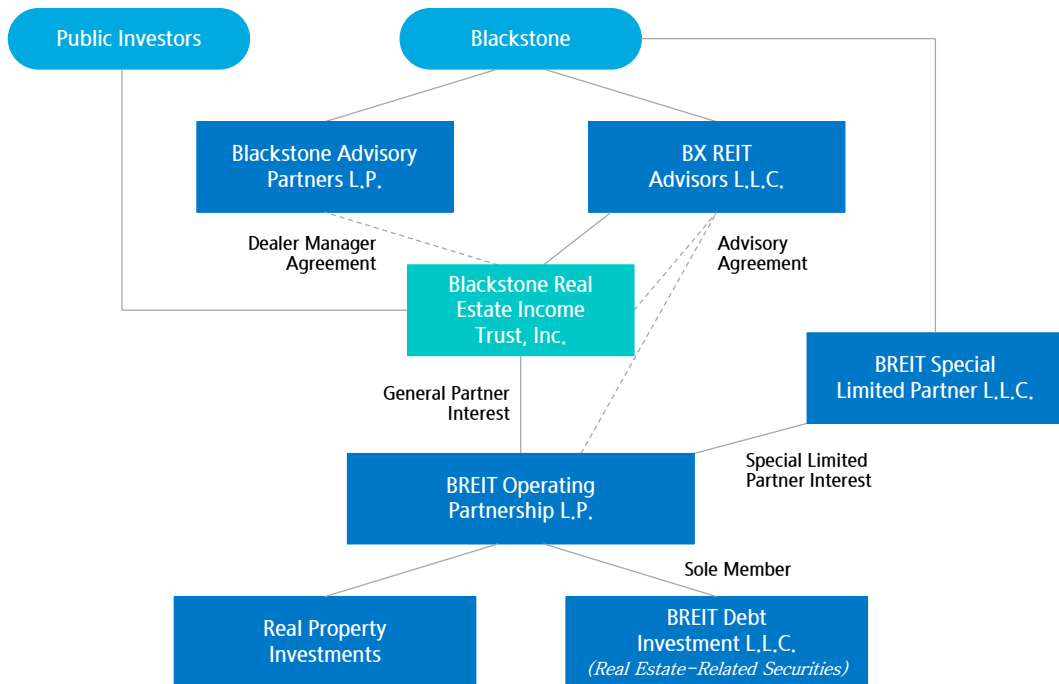 Public Investors
Blackstone
Blackstone Advisory
Partners L.P.
BX REIT
Advisors L.L.C.
Dealer Manager
Agreement
Advisory
Agreement
Blackstone Real
Estate Income
Trust, Inc.
BREIT Special
Limited Partner L.L.C.
General Partner
Interest
Special Limited
Partner Interest
BREIT Operating
Partnership L.P.
Sole Member
Real Property
Investments
BREIT Debt
Investment L.L.C.
(Real Estate-Related Securities)